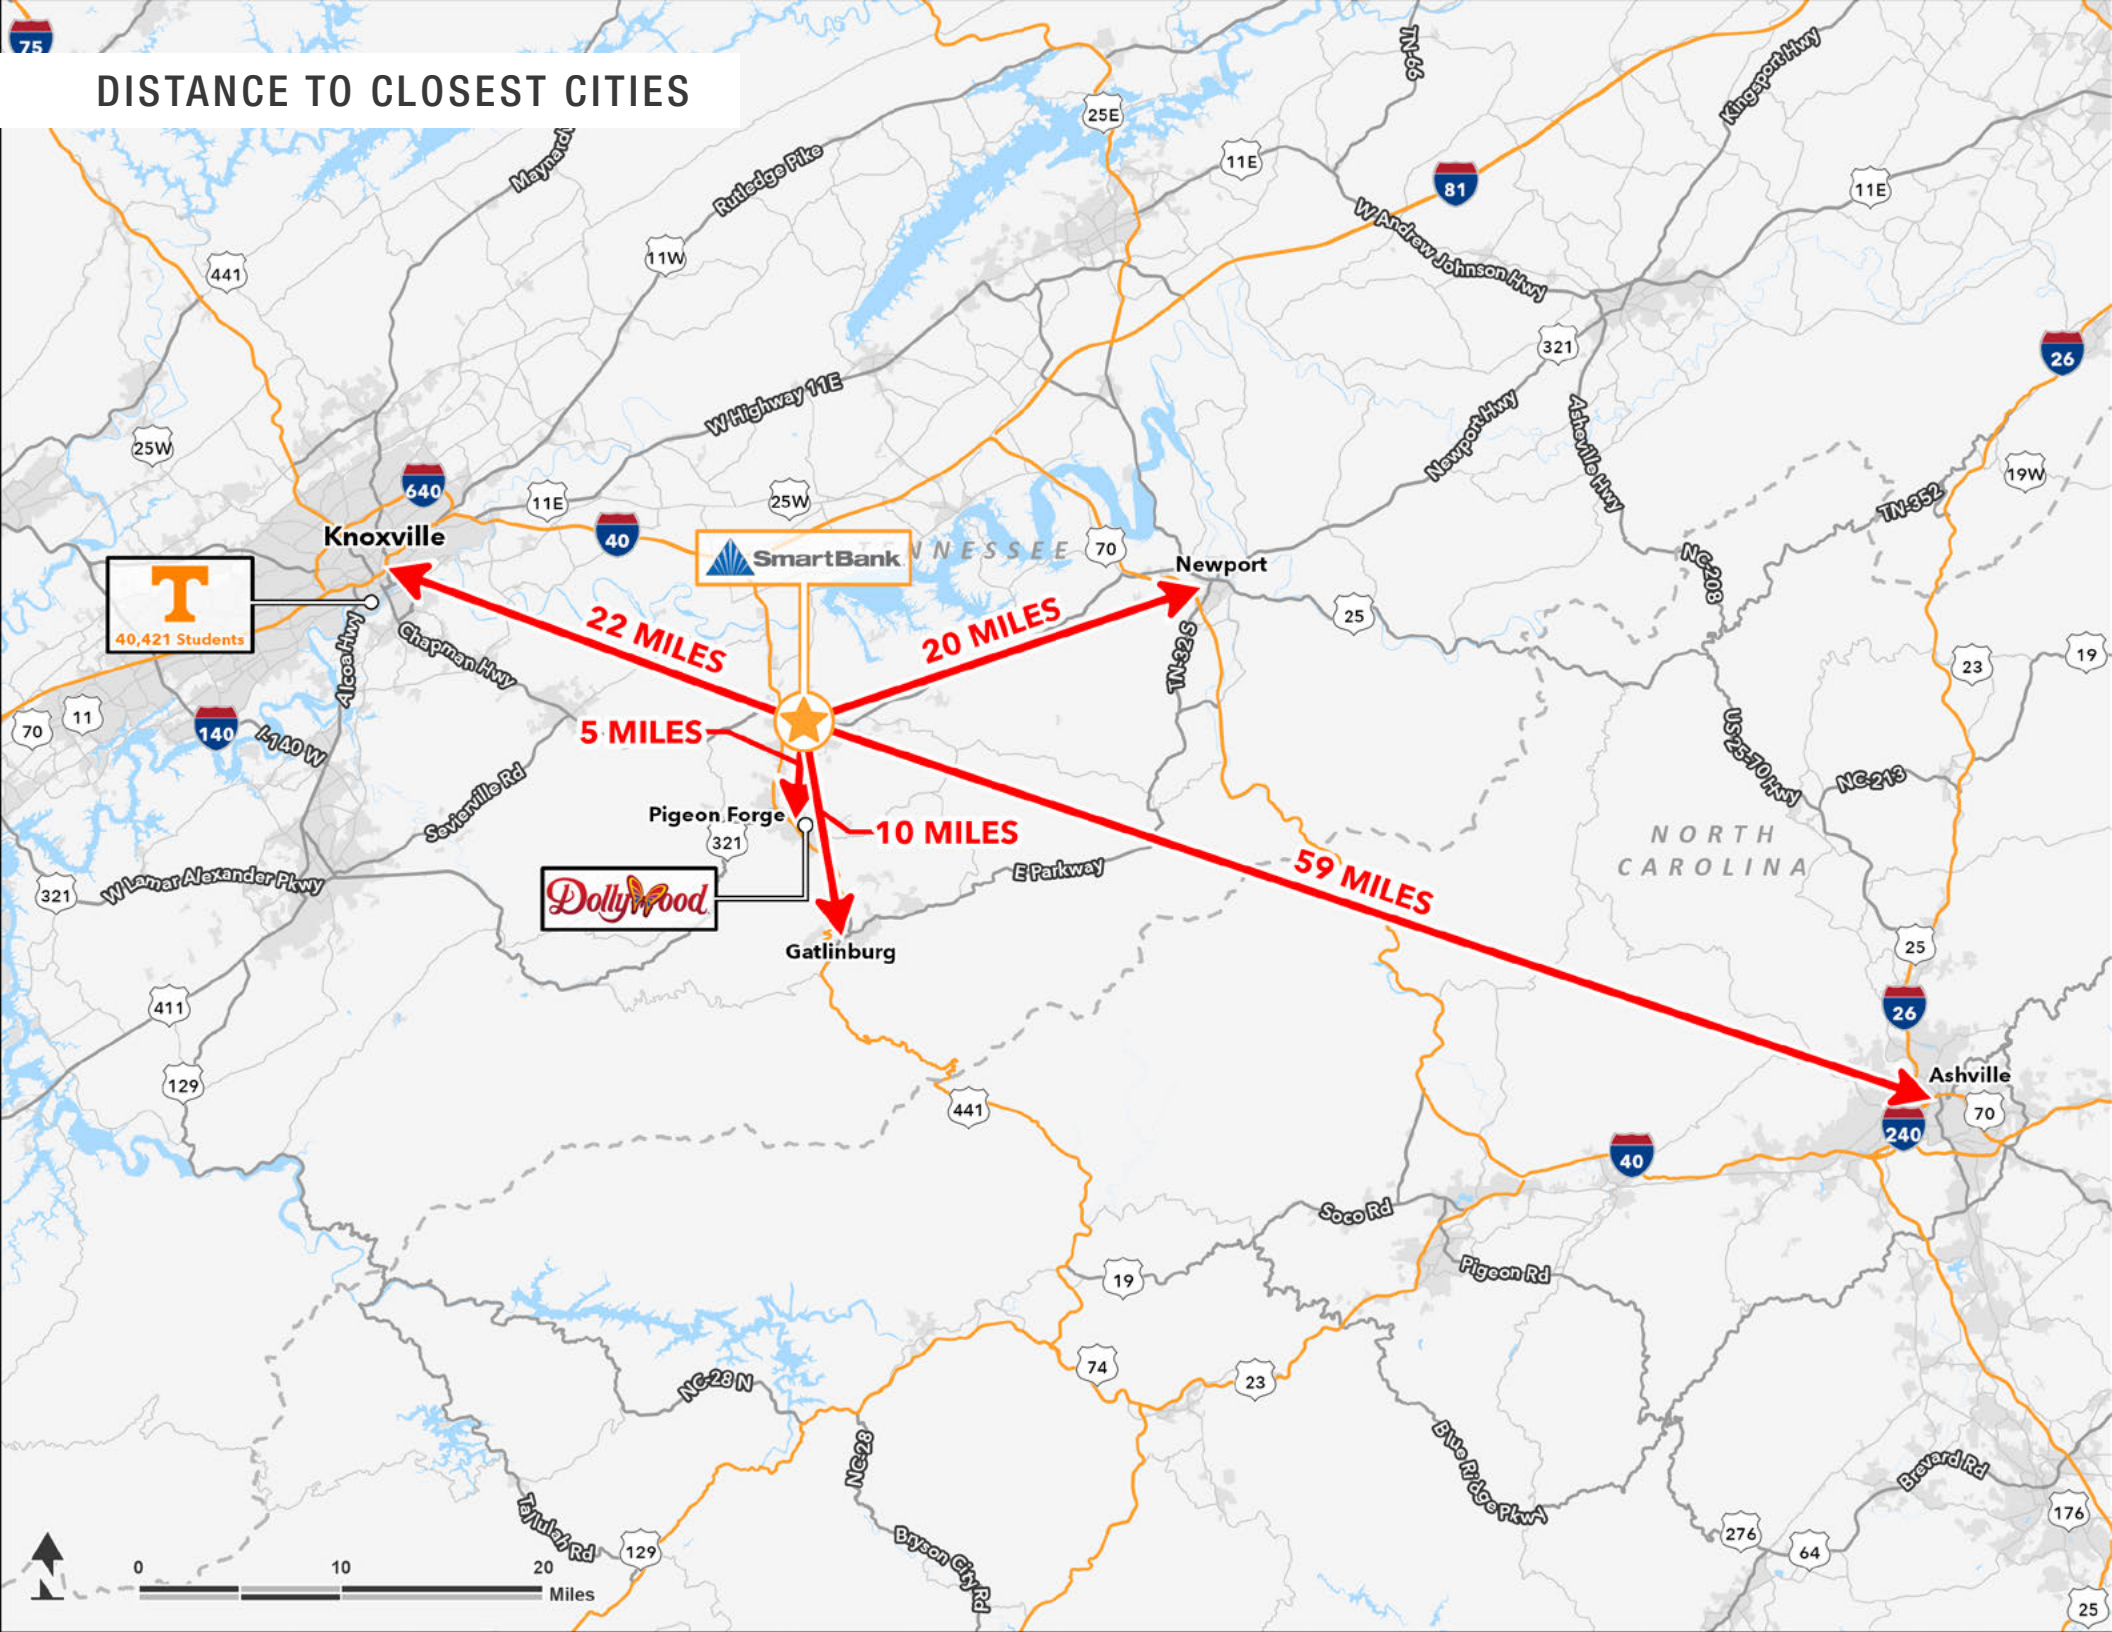 75
DISTANCE TO CLOSEST CITIES
TN-66
Kingsport Hwy
25E
Maynard
Rutledge Pike
11E
81
11E
W Andrew Johnson Hwy
441
11W
321
26
W Highway 11E
Newport Hwy
Asheville Hwy
25W
640
11E
25W
40
19W
TN-352
Knoxville
SmartBank
NNESSEE
70
Newport
NC-208
T
40,421 Students
22 MILES
20 MILES
25
Alcoa Hwy
Chapman Hwy
TN-32 S
23
19
70
11
140
I-140 W
5 MILES
US-25-70 Hwy
NC-213
Sevierville Rd
Pigeon Forge
321
10 MILES
NORTH
CAROLINA
321
W Lamar Alexander Pkwy
Dollywood
E Parkway
59 MILES
Gatlinburg
25
411
26
129
441
Ashville
70
240
40
Soco Rd
19
Pigeon Rd
74
23
NC-28 N
NC-28
Blue Ridge Pkwy
Brevard Rd
Tallulah Rd
129
Bryson City Rd
276
64
176
25
0 10 20
Miles